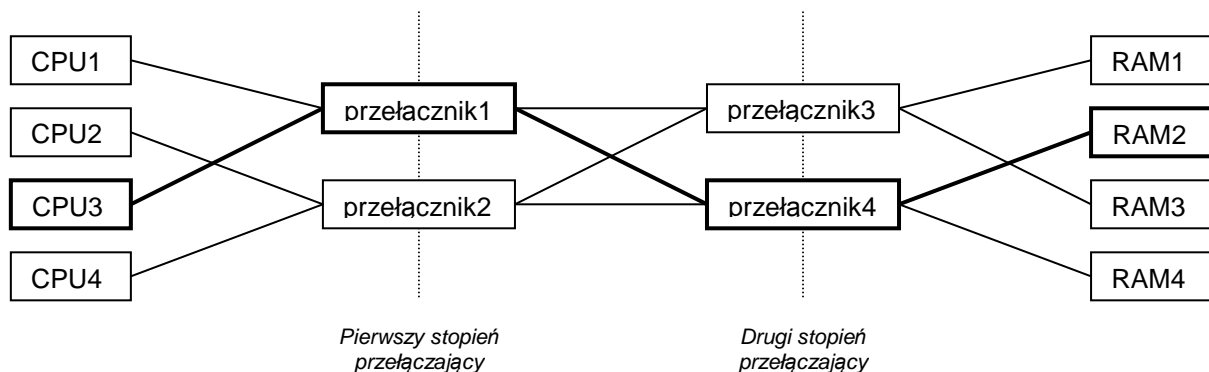 CPU1
CPU2
CPU3
CPU4
przełącznik1
przełącznik2
Pierwszy stopień
przełączający
przełącznik3
przełącznik4
Drugi stopień
przełączający
RAM1
RAM2
RAM3
RAM4